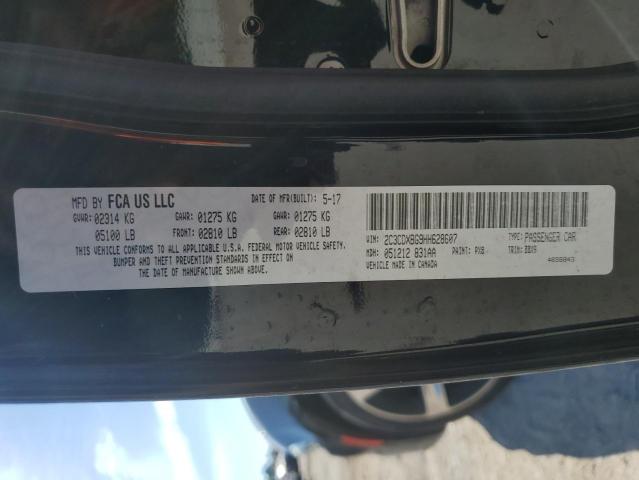 MFD BY FCA US LLC DATE OF MFR(BUILT): 5-17
GVWR: 02314 KG GAWR: 01275 KG GAWR: 01275 KG
05100 LB FRONT: 02810 LB REAR: 02810 LB
THIS VEHICLE CONFORMS TO ALL APPLICABLE U.S.A. FEDERAL MOTOR VEHICLE SAFETY,
BUMPER AND THEFT PREVENTION STANDARDS IN EFFECT ON
THE DATE OF MANUFACTURE SHOWN ABOVE.
VIN: 2C3CDXBG9HH628607 TYPE: PASSENGER CAR
MDH: 051212 831AA PAINT: PX8 TRIM: BBX9
VEHICLE MADE IN CANADA